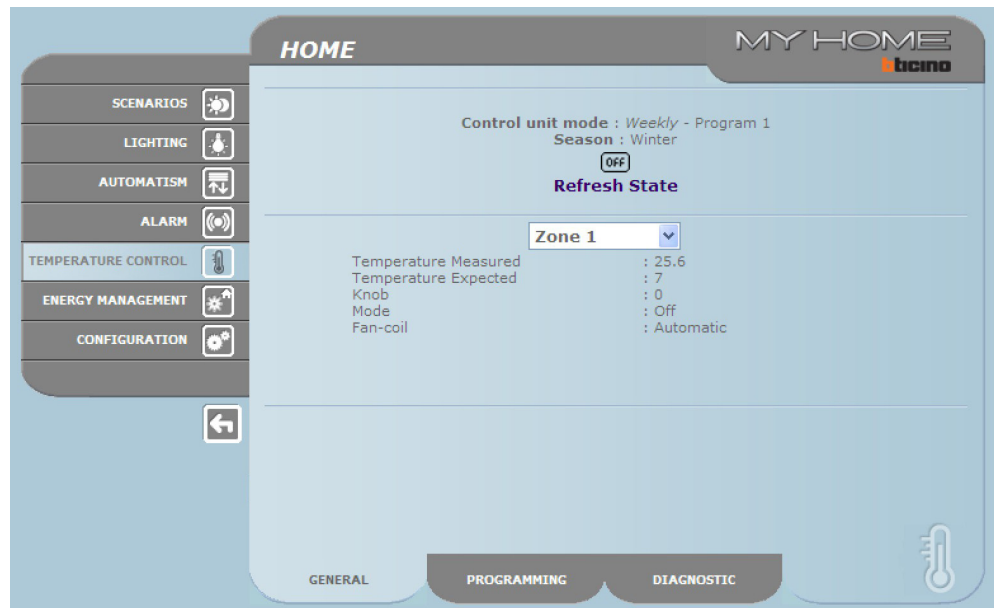 HOME
MY HOME
bticino
SCENARIOS
LIGHTING
AUTOMATISM
ALARM
TEMPERATURE CONTROL
ENERGY MANAGEMENT
CONFIGURATION
Control unit mode : Weekly - Program 1
Season : Winter
OFF
Refresh State
Zone 1
Temperature Measured : 25.6
Temperature Expected : 7
Knob : 0
Mode : Off
Fan-coil : Automatic
GENERAL PROGRAMMING DIAGNOSTIC